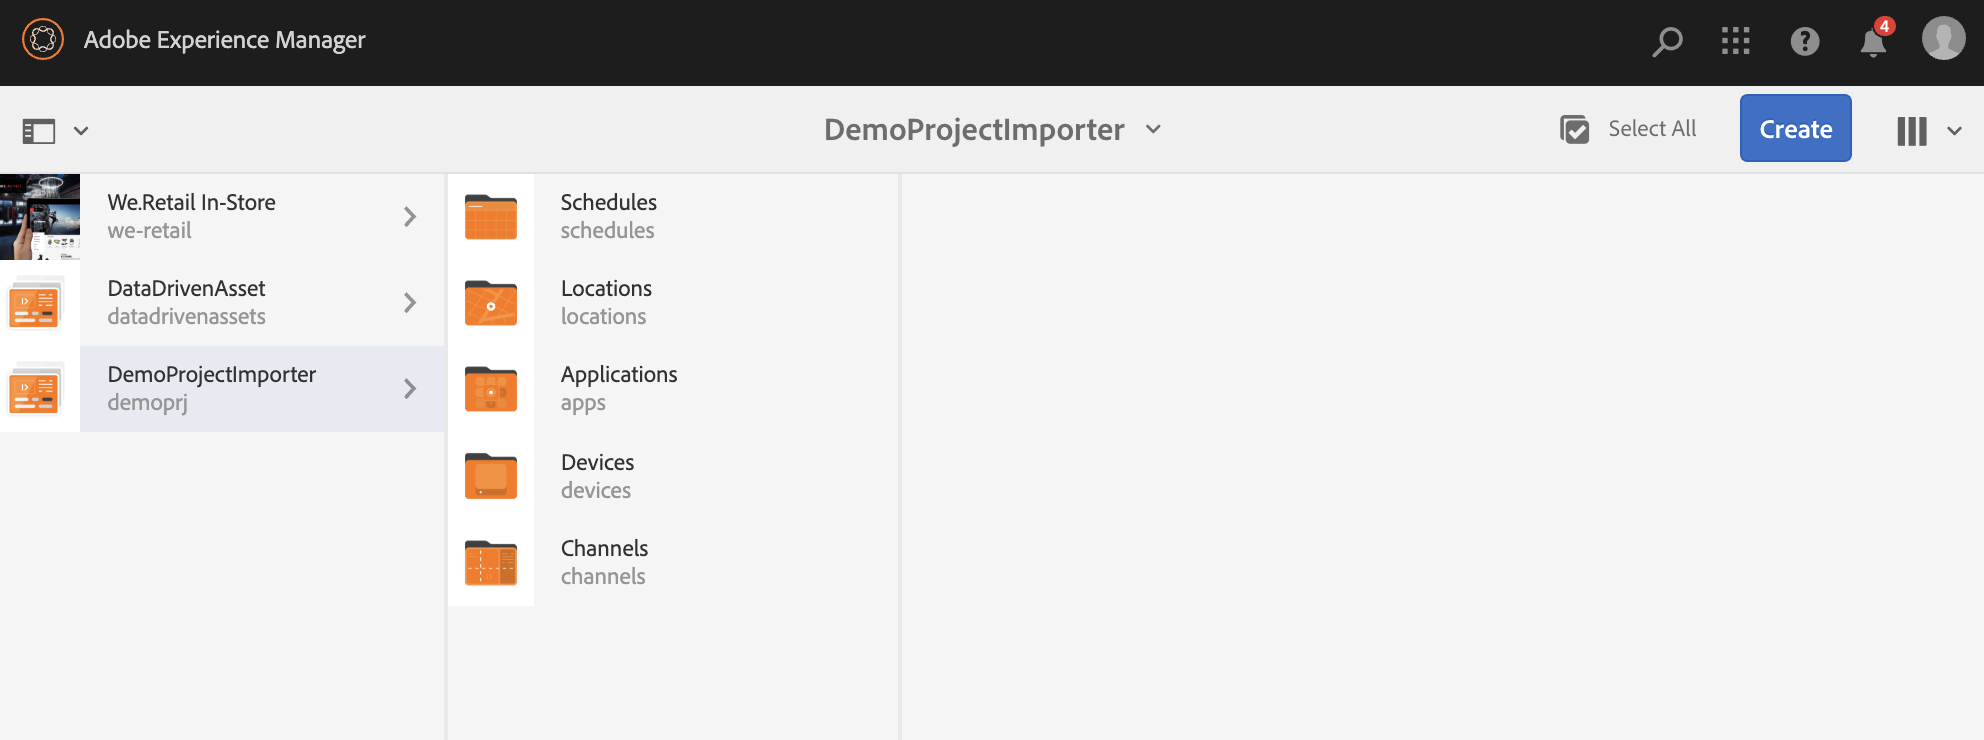 Adobe Experience Manager
4
DemoProjectImporter
Select All
Create
We.Retail In-Store
we-retail
DataDrivenAsset
datadrivenassets
DemoProjectImporter
demoprj
Schedules
schedules
Locations
locations
Applications
apps
Devices
devices
Channels
channels